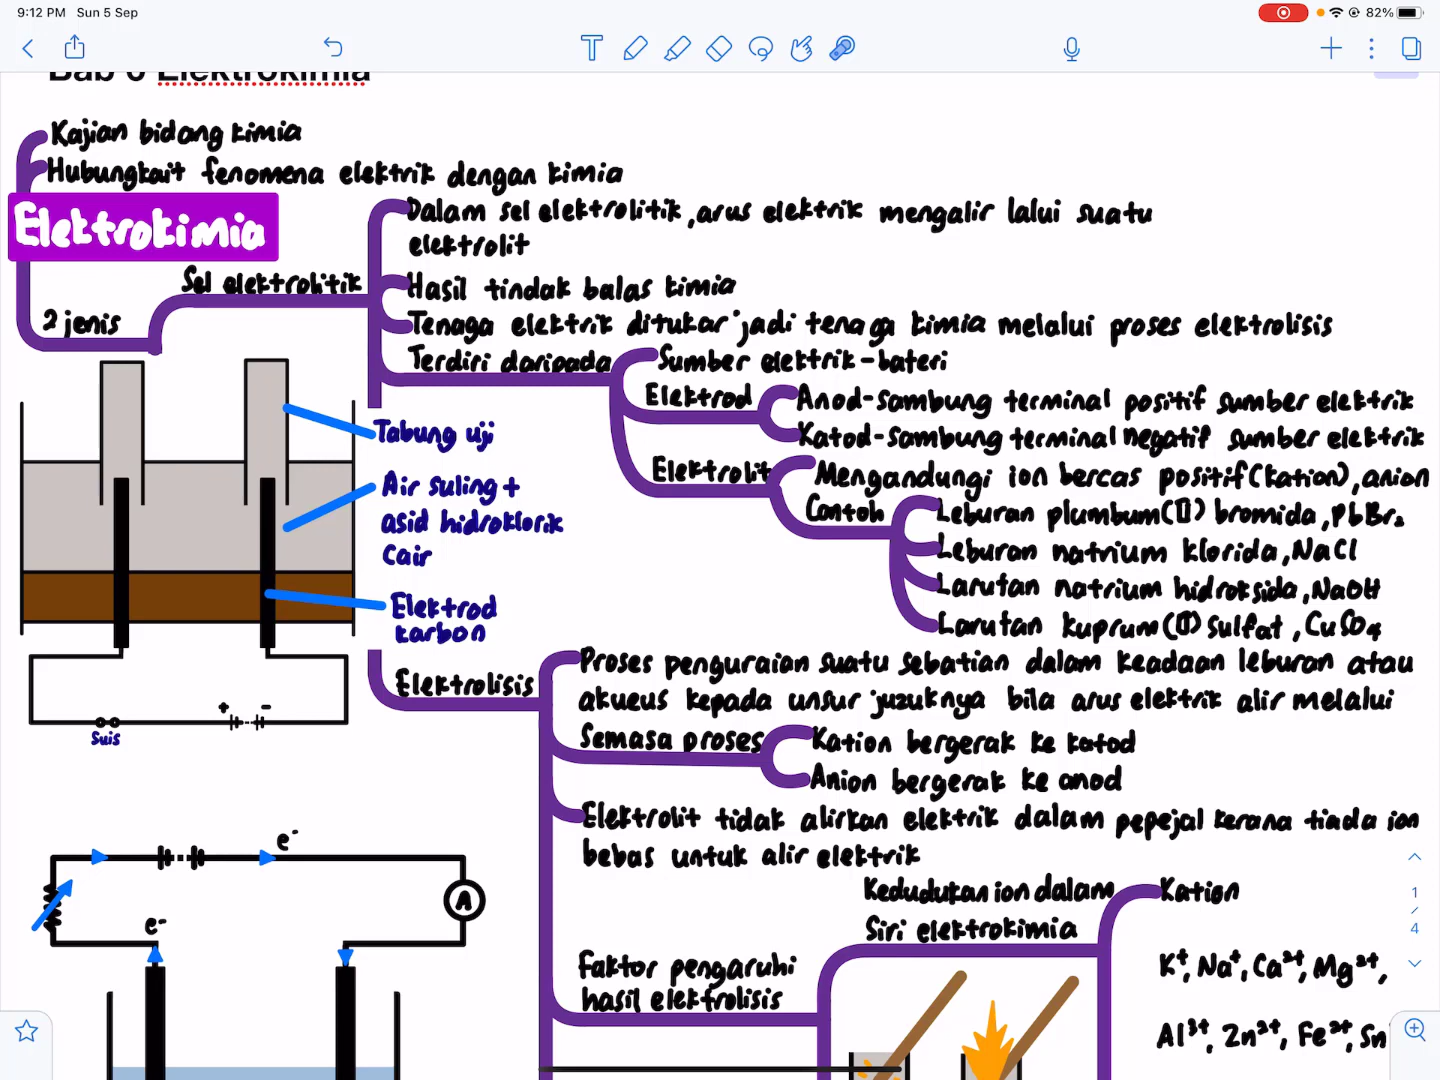 9:12 PM Sun 5 Sep
82%
Bab 6 Elektrokimia
Kajian bidang kimia
Hubungkait fenomena elektrik dengan kimia
Elektrokimia
2 jenis
Sel elektrolitik
Dalam sel elektrolitik, arus elektrik mengalir lalui suatu
elektrolit
Hasil tindak balas kimia
Tenaga elektrik ditukar jadi tenaga kimia melalui proses elektrolisis
Terdiri daripada
Sumber elektrik-bateri
Elektrod
Anod-sambung terminal positif sumber elektrik
Katod-sambung terminal negatif sumber elektrik
Elektrolit
Mengandungi ion bercas positif(kation), anion
Contoh
Leburan plumbum(II) bromida, PbBr₂
Leburan natrium klorida, NaCl
Larutan natrium hidroksida, NaOH
Larutan kuprum(II) sulfat, CuSO₄
Tabung uji
Air suling +
asid hidroklorik
cair
Elektrod
karbon
+ -
Suis
Elektrolisis
Proses penguraian suatu sebatian dalam keadaan leburan atau
akueus kepada unsur juzuknya bila arus elektrik alir melalui
Semasa proses
Kation bergerak ke katod
Anion bergerak ke anod
Elektrolit tidak alirkan elektrik dalam pepejal kerana tiada ion
bebas untuk alir elektrik
Faktor pengaruhi
hasil elektrolisis
Kedudukan ion dalam
Siri elektrokimia
Kation
K⁺, Na⁺, Ca²⁺, Mg²⁺,
Al³⁺, Zn²⁺, Fe²⁺, Sn
e⁻
A
e⁻
1
/
4